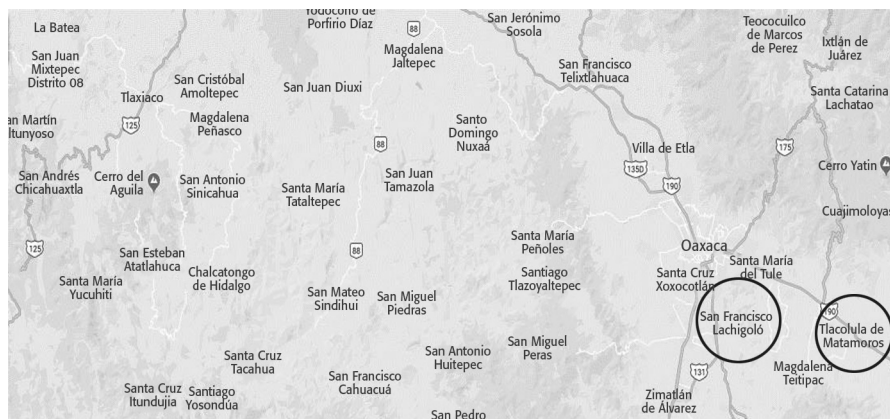 Yodocono de
Porfirio Díaz
La Batea
88
San Jerónimo
Sosola
Teococuilco
de Marcos
de Perez
Ixtlán de
Juárez
San Juan
Mixtepec
Distrito 08
Magdalena
Jaltepec
San Francisco
Telixtlahuaca
San Cristóbal
Amoltepec
San Juan Diuxi
Tlaxiaco
Santa Catarina
Lachatao
an Martín
ltunyoso
125
Magdalena
Peñasco
Santo
Domingo
Nuxaá
88
Villa de Etla
175
San Andrés
Chicahuaxtla
Cerro del
Aguila
San Antonio
Sinicahua
Santa María
Tataltepec
San Juan
Tamazola
135D
190
Cerro Yatin
Cuajimoloyas
125
San Esteban
Atatlahuca
88
Santa María
Peñoles
Oaxaca
Santa María
del Tule
Santa María
Yucuhiti
Chalcatongo
de Hidalgo
Santiago
Tlazoyaltepec
Santa Cruz
Xoxocotlán
San Mateo
Sindihui
San Miguel
Piedras
San Francisco
Lachigoló
190
Tlacolula de
Matamoros
Santa Cruz
Tacahua
San Antonio
Huitepec
San Miguel
Peras
Magdalena
Teitipac
131
Santa Cruz
Itundujia
Santiago
Yosondúa
San Francisco
Cahuacuá
Zimatlán
de Álvarez
San Pedro